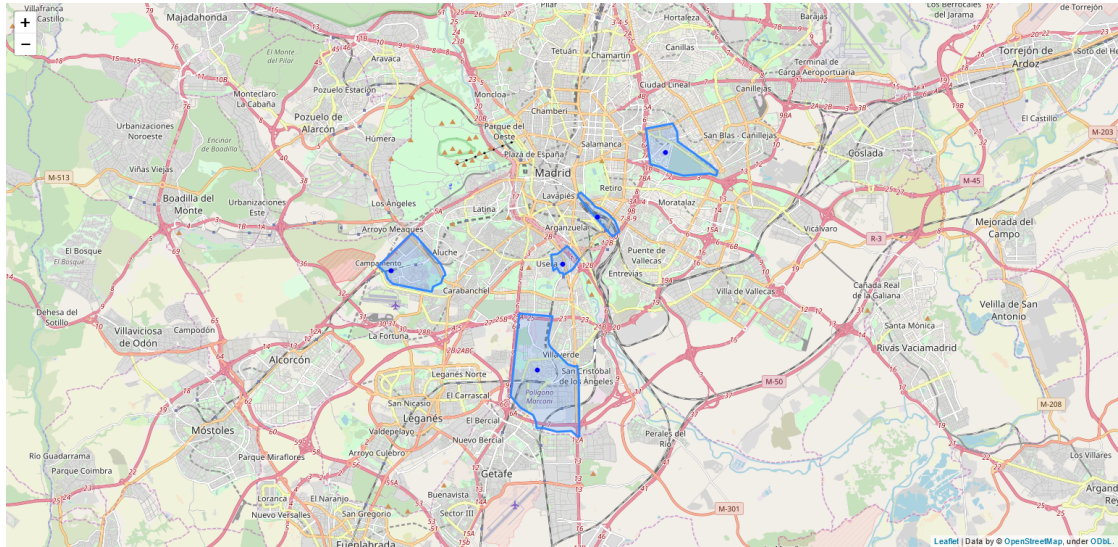 Villafranca
del Castillo
Majadahonda
Pilar
Hortaleza
Barajas
Los Berrocales
del Jarama
de Torrejón
+
−
El Monte
del Pilar
Aravaca
Tetuán
Chamartín
Canillas
Terminal de
Carga Aeroportuaria
Torrejón de
Ardoz
Soto del He
Monteclaro-
La Cabaña
Pozuelo Estación
Moncloa
Ciudad Lineal
Canillejas
Pozuelo de
Alarcón
Chamberí
El Castillo
Urbanizaciones
Noroeste
Encinar
de Boadilla
Húmera
Parque del
Oeste
Salamanca
San Blas - Canillejas
M-203
Plaza de España
Coslada
Viñas Viejas
M-513
Madrid
Retiro
M-45
Boadilla del
Monte
Urbanizaciones
Este
Los Ángeles
Latina
Lavapiés
Moratalaz
Arroyo Meaques
Arganzuela
Vicálvaro
Mejorada del
Campo
R-3
El Bosque
El Bosque
Campamento
Aluche
Usera
Puente de
Vallecas
Entrevías
Carabanchel
Villa de Vallecas
Cañada Real
de la Galiana
Dehesa del
Sotillo
Villaviciosa
de Odón
Campodón
La Fortuna
Velilla de San
Antonio
Santa Mónica
Rivas Vaciamadrid
Alcorcón
Villaverde
Leganés Norte
San Cristóbal
de los Ángeles
M-50
El Carrascal
Polígono
Marconi
San Nicasio
Leganés
M-208
Móstoles
Valdepelayo
El Bercial
Nuevo Bercial
Perales del
Río
Arroyo Culebro
Río Guadarrama
Parque Coimbra
Parque Miraflores
Getafe
Los Villares
Loranca
Nuevo Versalles
El Naranjo
San Gregorio
Buenavista
Sector III
M-301
Arganda
Rey
Fuenlabrada
Leaflet | Data by © OpenStreetMap, under ODbL.